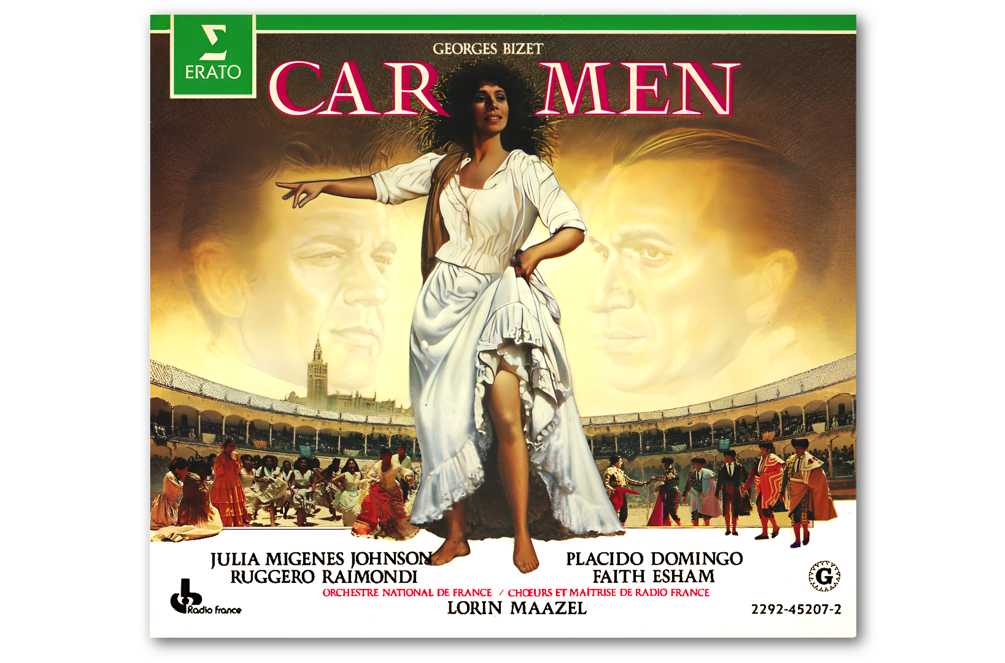 Σ
ERATO
GEORGES BIZET
CARMEN
JULIA MIGENES JOHNSON
RUGGERO RAIMONDI
PLACIDO DOMINGO
FAITH ESHAM
ORCHESTRE NATIONAL DE FRANCE / CHŒURS ET MAÎTRISE DE RADIO FRANCE
LORIN MAAZEL
Radio France
G
2292-45207-2